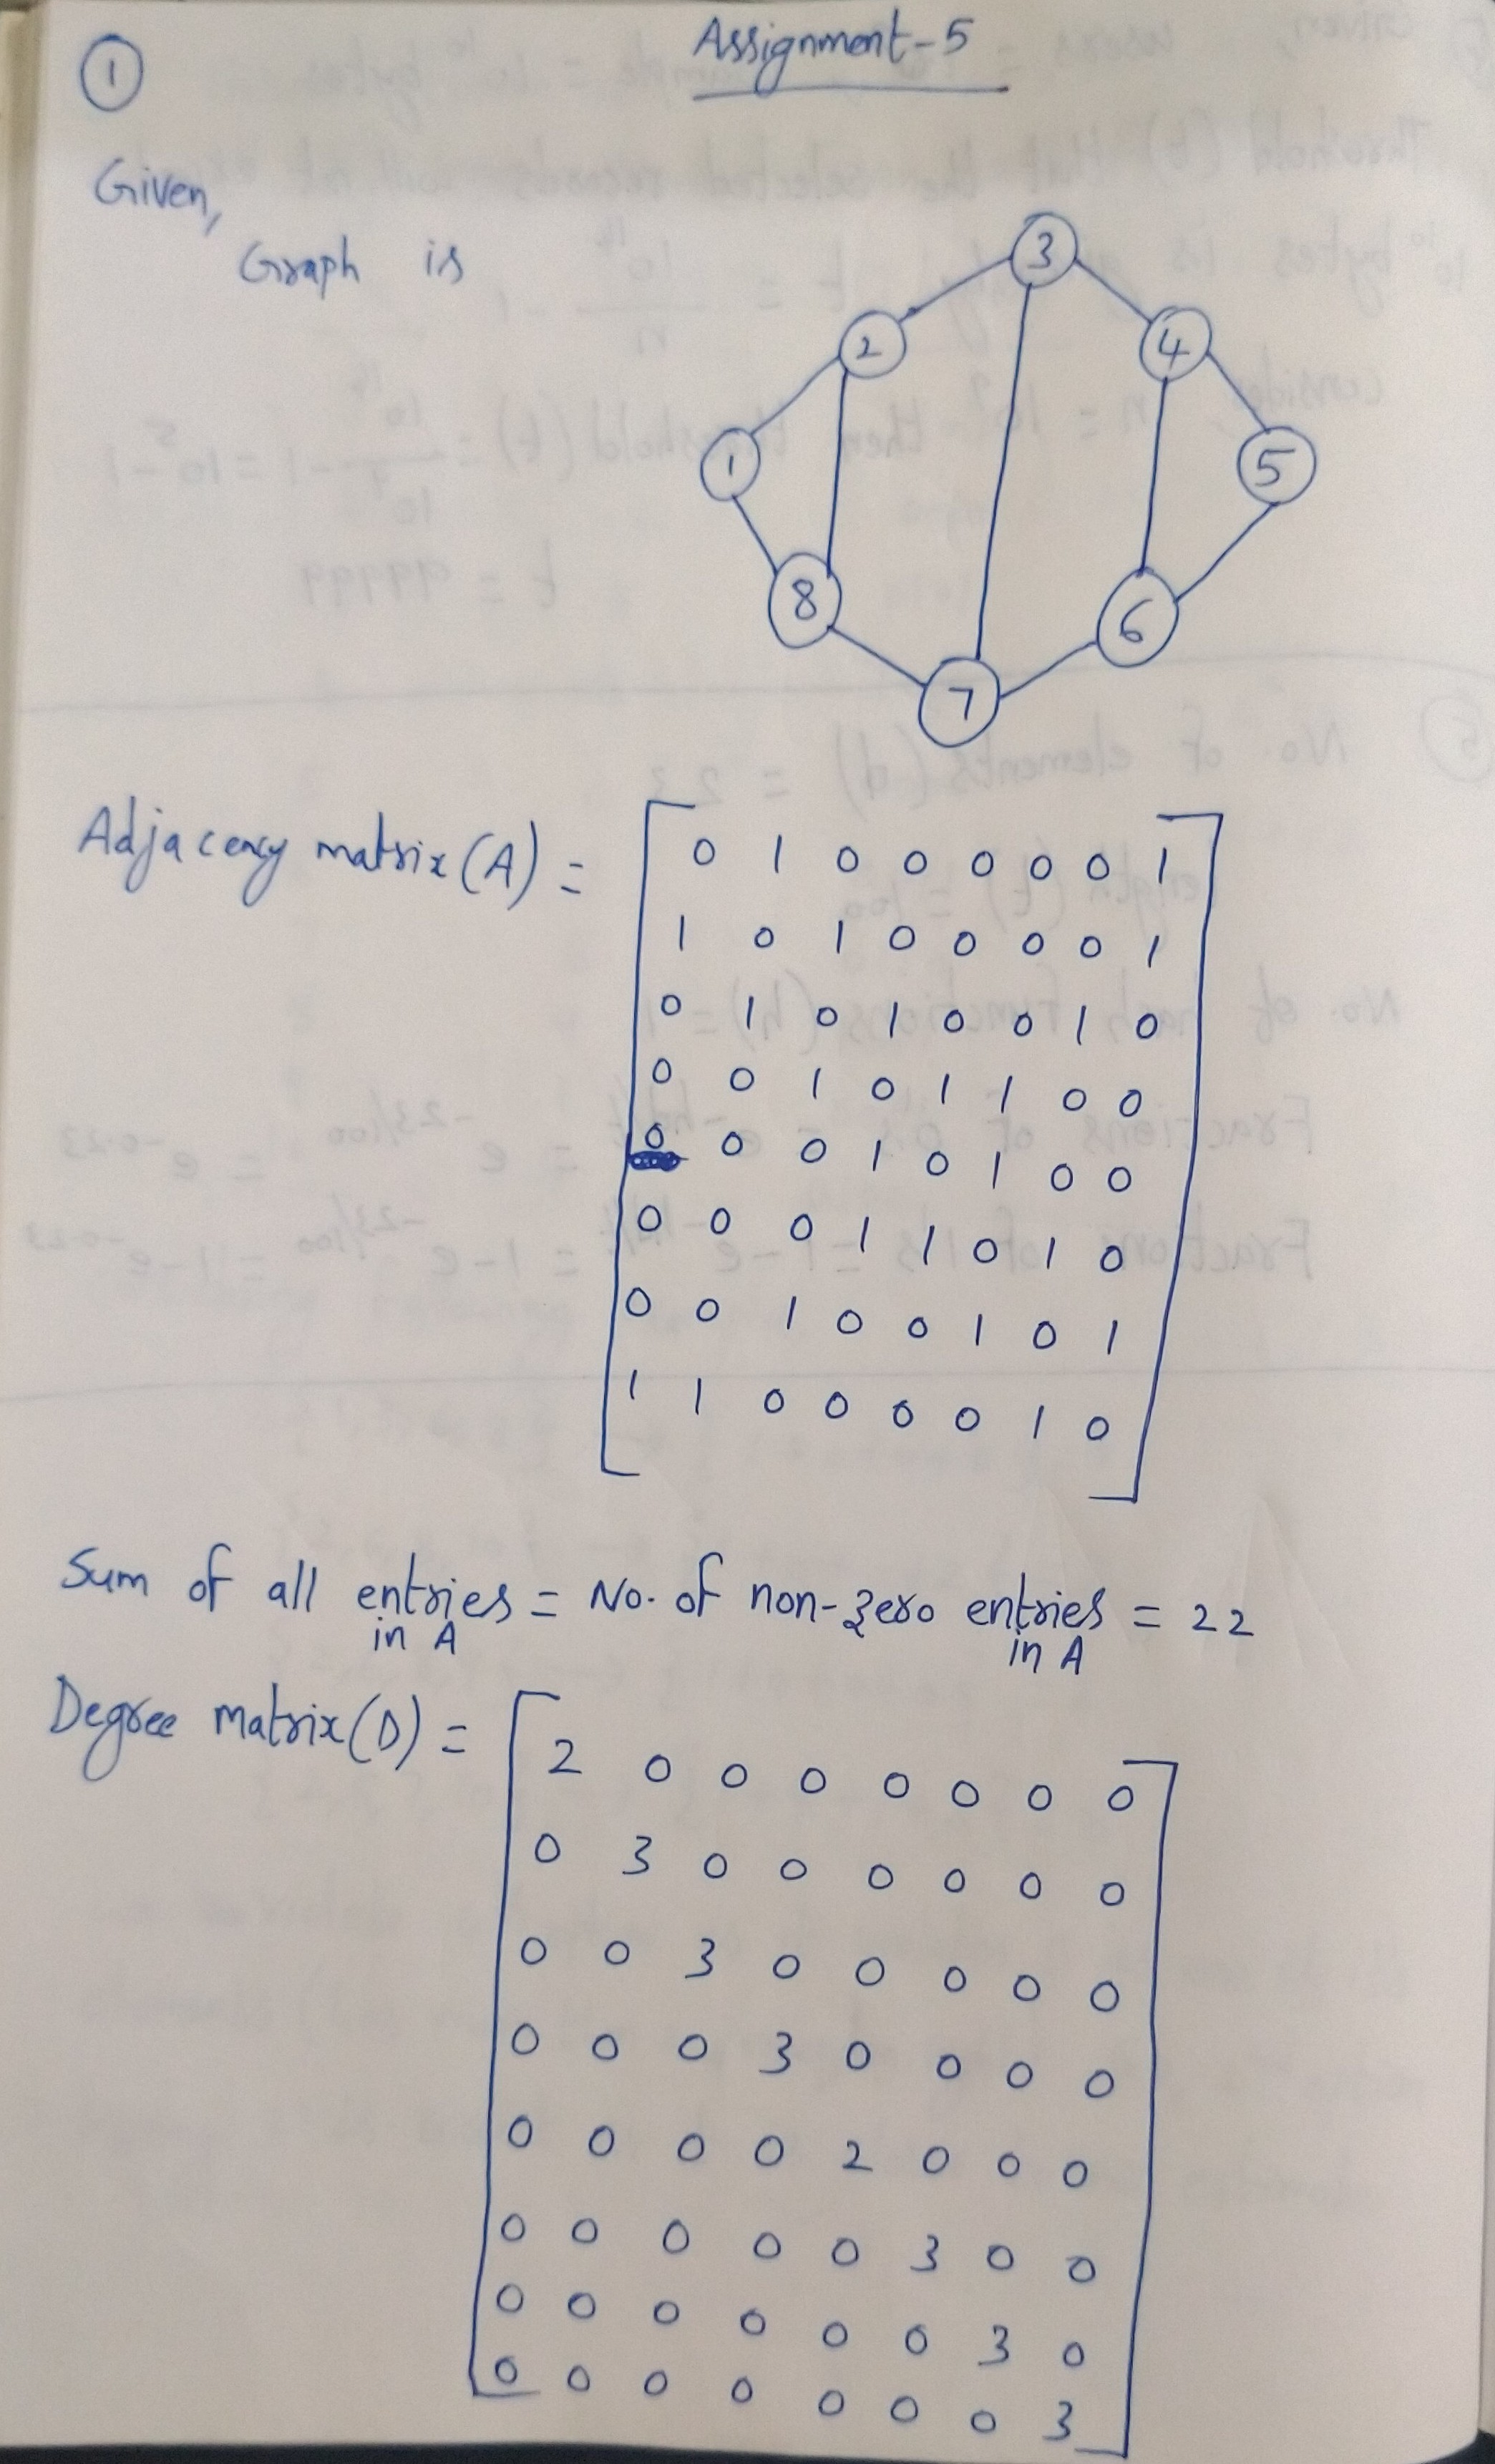 Assignment-5
1
Given,
Graph is
3
2
4
1
5
8
6
7
Adjacency matrix(A) =
0 1 0 0 0 0 0 1
1 0 1 0 0 0 0 1
0 1 0 1 0 0 1 0
0 0 1 0 1 1 0 0
0 0 0 1 0 1 0 0
0 0 0 1 1 0 1 0
0 0 1 0 0 1 0 1
1 1 0 0 0 0 1 0
Sum of all entries = No. of non-zero entries = 22
in A in A
Degree matrix(D) =
2 0 0 0 0 0 0 0
0 3 0 0 0 0 0 0
0 0 3 0 0 0 0 0
0 0 0 3 0 0 0 0
0 0 0 0 2 0 0 0
0 0 0 0 0 3 0 0
0 0 0 0 0 0 3 0
0 0 0 0 0 0 0 3